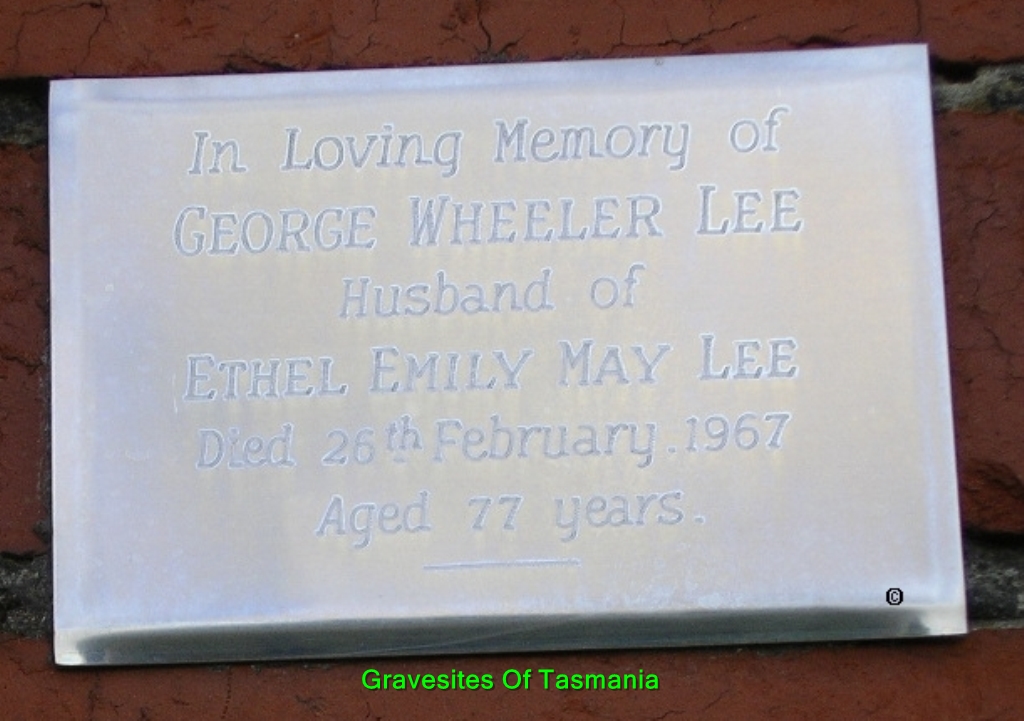 In Loving Memory of
GEORGE WHEELER LEE
Husband of
ETHEL EMILY MAY LEE
Died 26th February.1967
Aged 77 years.
©
Gravesites Of Tasmania